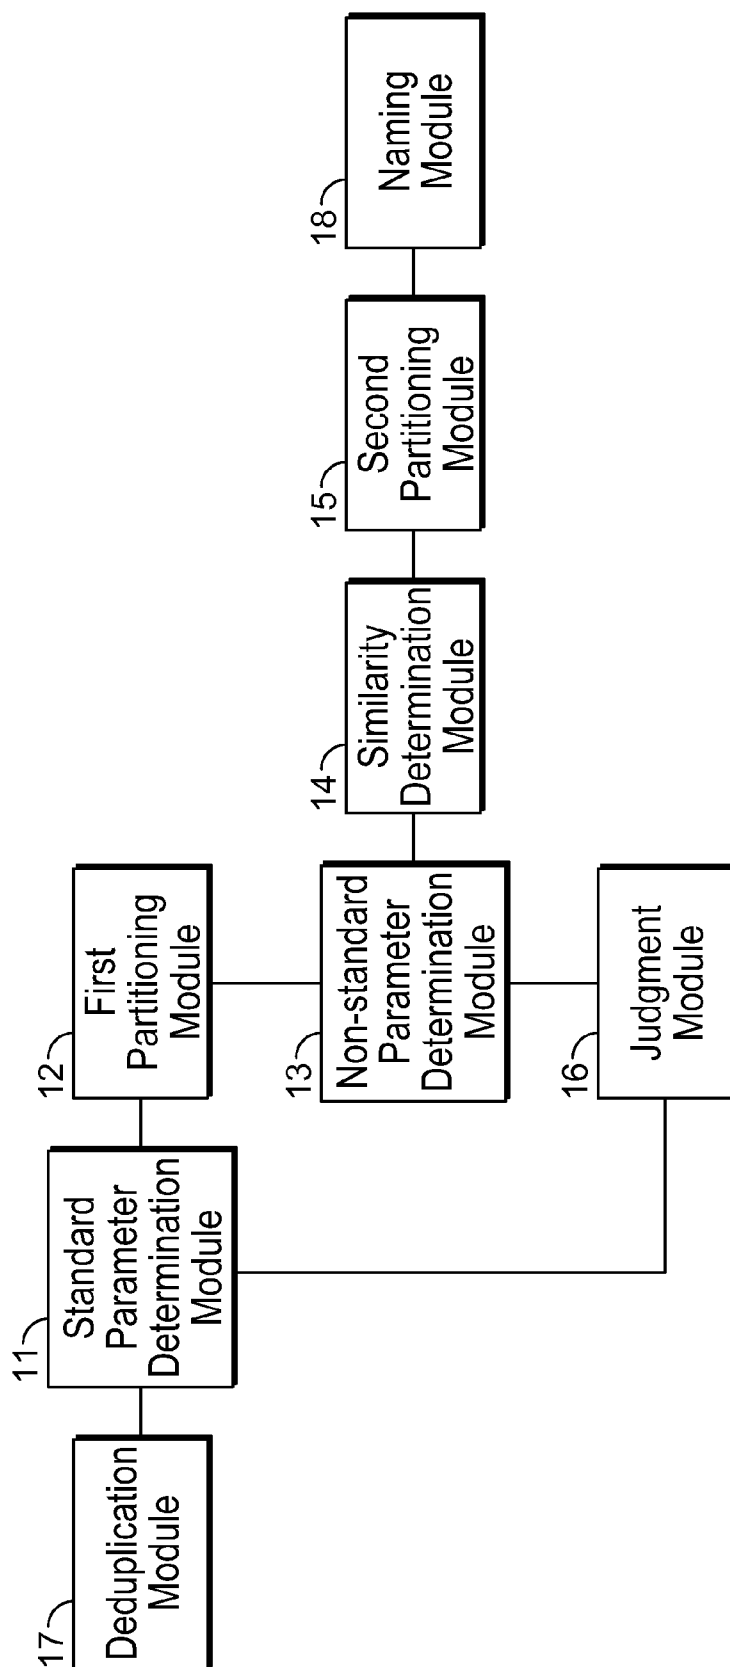 17
Deduplication
Module
11
Standard
Parameter
Determination
Module
12
First
Partitioning
Module
13
Non-standard
Parameter
Determination
Module
16
Judgment
Module
14
Similarity
Determination
Module
15
Second
Partitioning
Module
18
Naming
Module